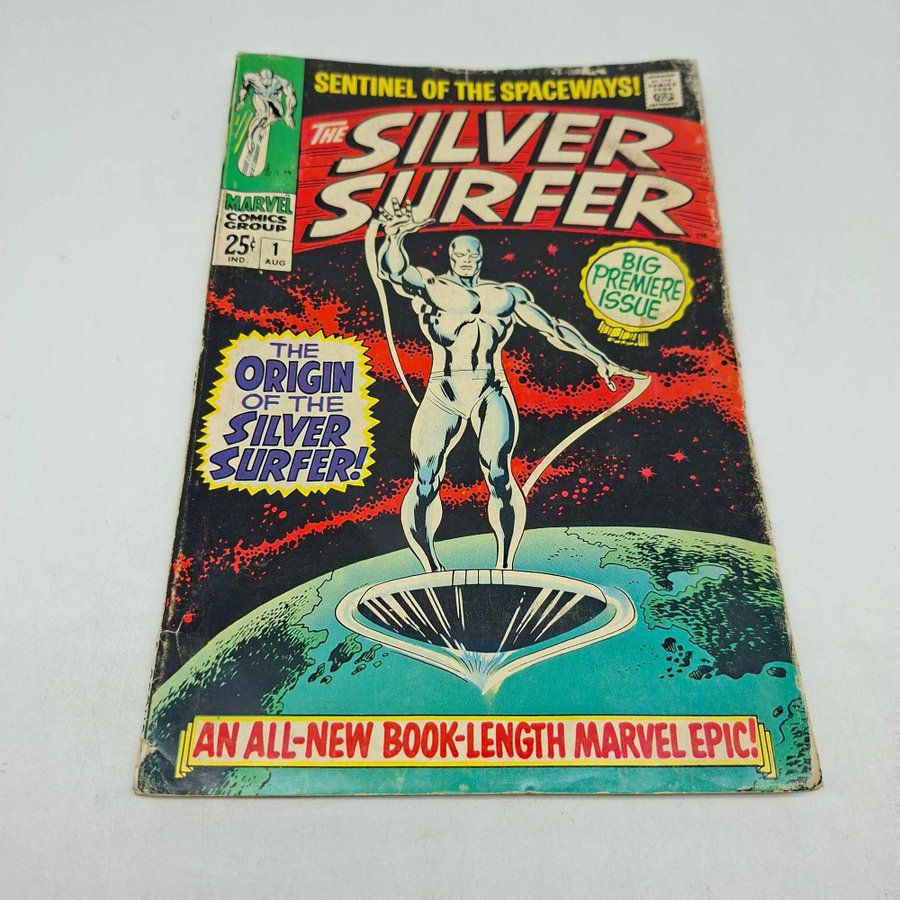 SENTINEL OF THE SPACEWAYS!
THE SILVER
SURFER
MARVEL
COMICS
GROUP
25¢
IND.
1
AUG
BIG
PREMIERE
ISSUE
THE
ORIGIN
OF THE
SILVER
SURFER!
AN ALL-NEW BOOK-LENGTH MARVEL EPIC!